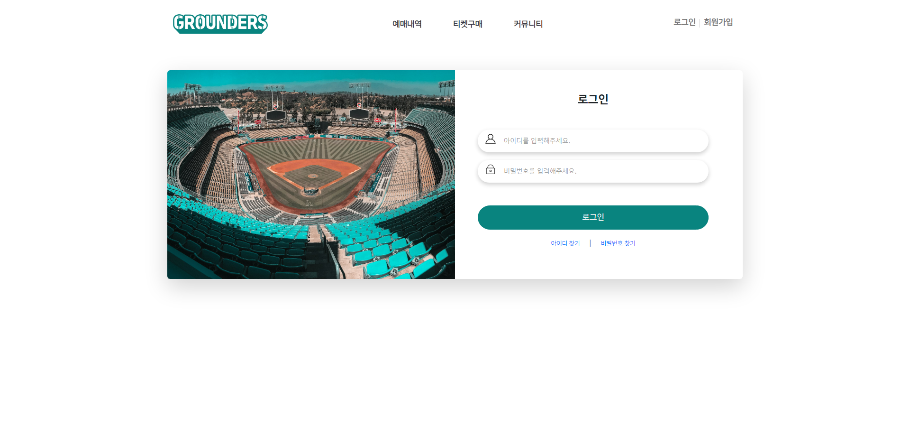 GROUNDERS
예매내역 티켓구매 커뮤니티
로그인 | 회원가입
로그인
아이디를 입력해주세요.
비밀번호를 입력해주세요.
로그인
아이디 찾기 | 비밀번호 찾기